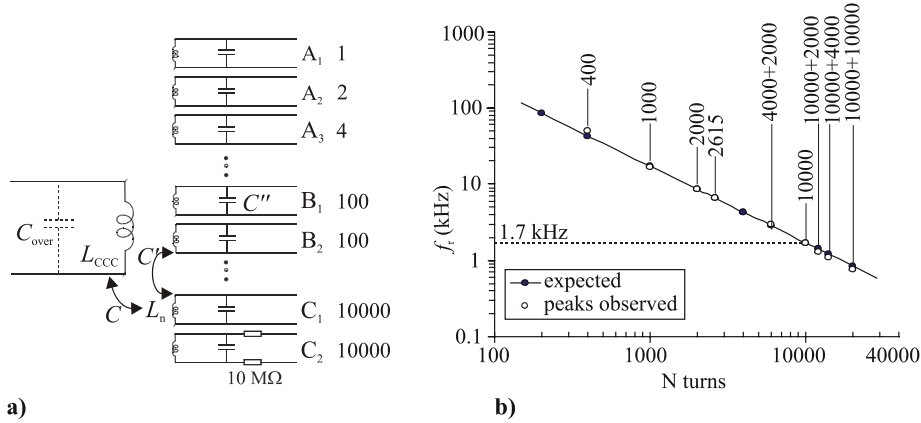 A1 1
A2 2
A3 4
B1 100
C''
B2 100
Cover
LCCC
C'
C
Ln
C1 10000
C2 10000
10 MΩ
a)
1000
100
10
1
0.1
fr (kHz)
400
1000
2000
2615
4000+2000
10000
10000+2000
10000+4000
10000+10000
1.7 kHz
expected
peaks observed
100
1000
10000
40000
N turns
b)